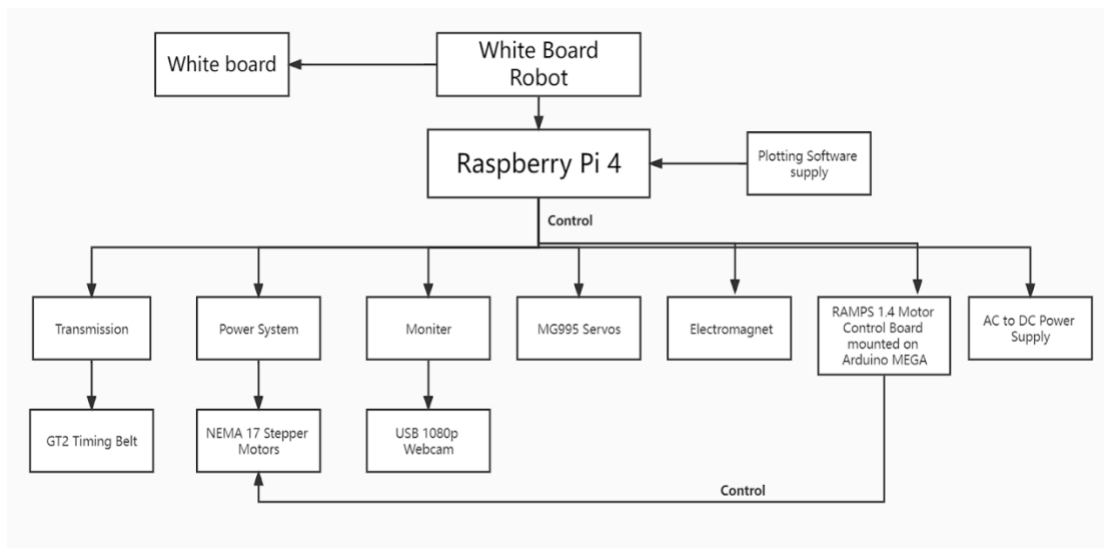 White board
White Board
Robot
Raspberry Pi 4
Plotting Software
supply
Control
Transmission
Power System
Moniter
MG995 Servos
Electromagnet
RAMPS 1.4 Motor
Control Board
mounted on
Arduino MEGA
AC to DC Power
Supply
GT2 Timing Belt
NEMA 17 Stepper
Motors
USB 1080p
Webcam
Control